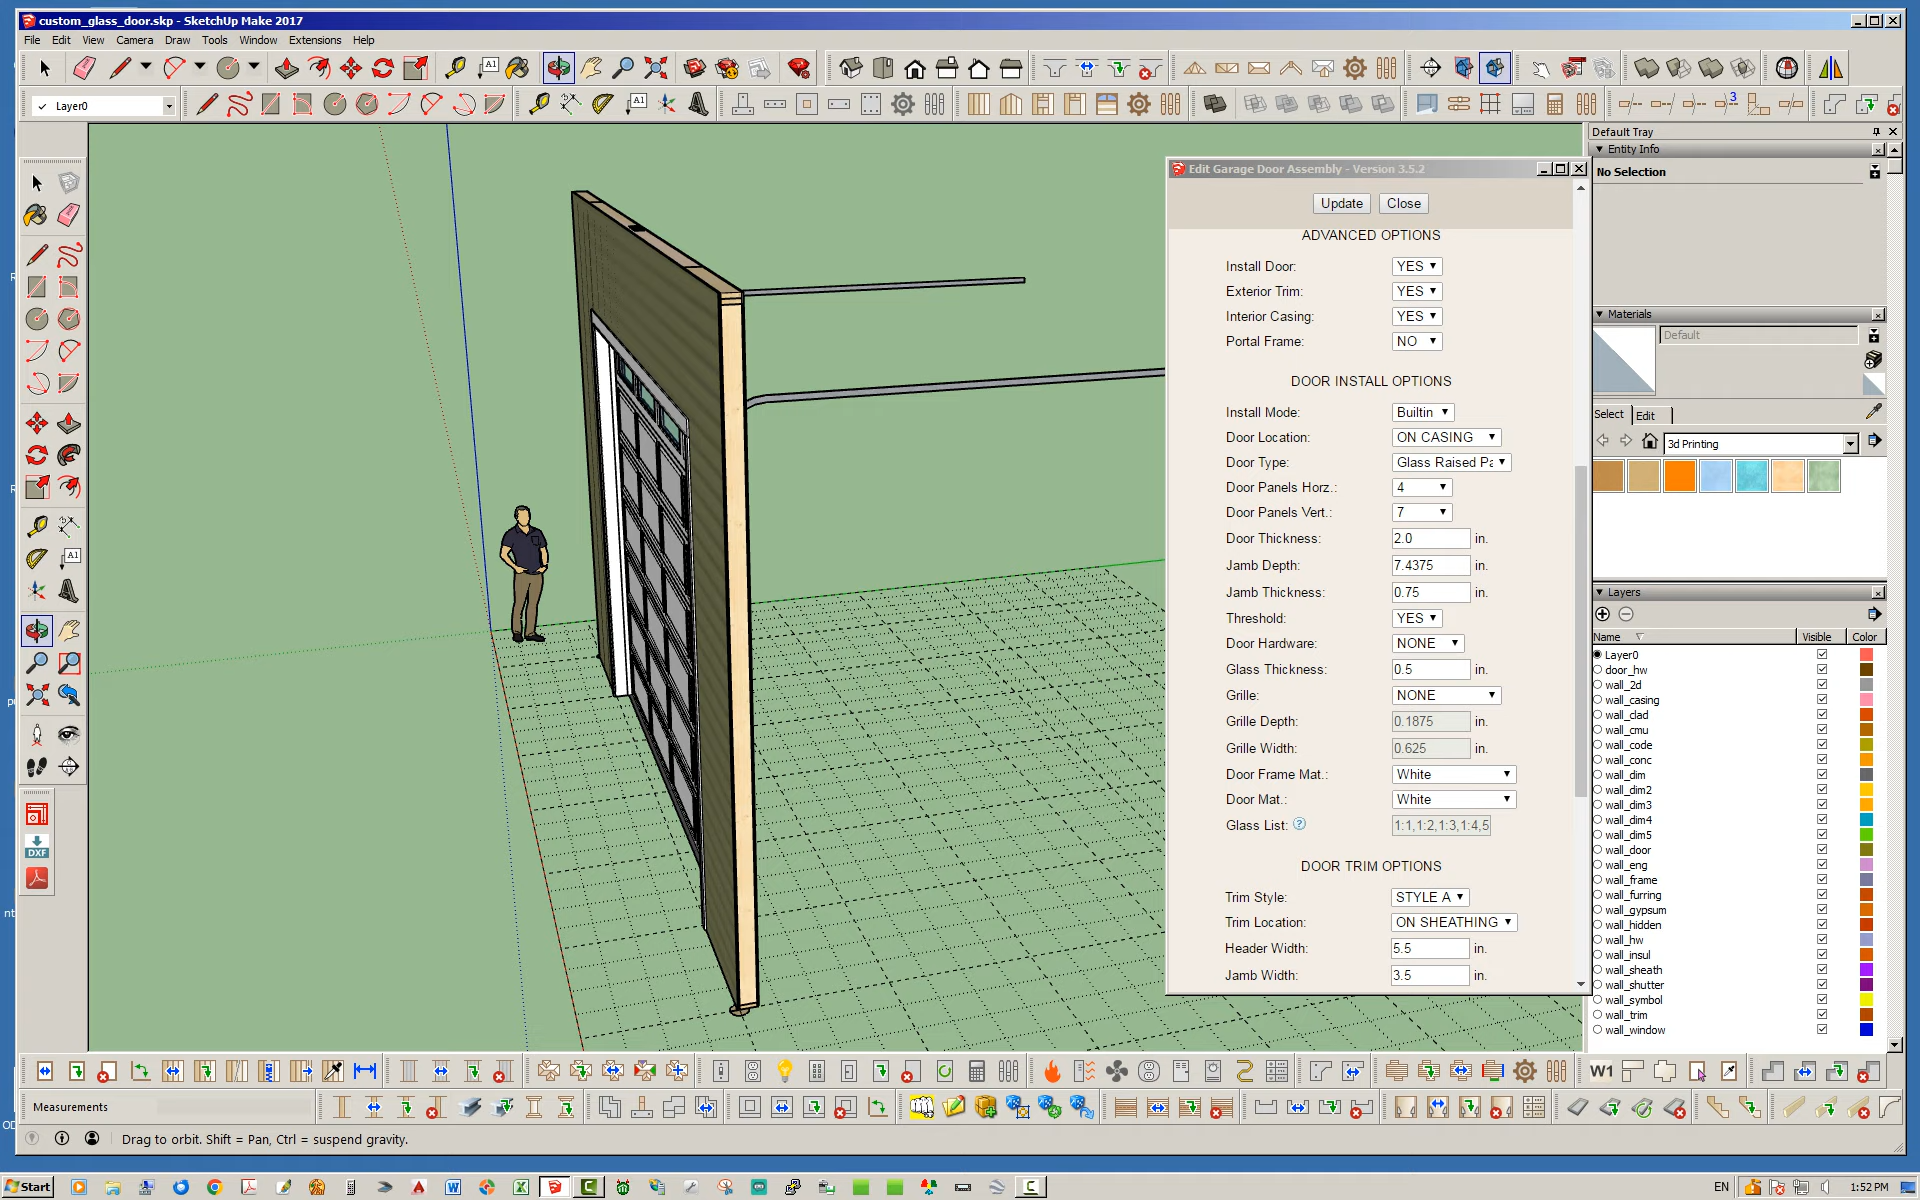 custom_glass_door.skp - SketchUp Make 2017
File Edit View Camera Draw Tools Window Extensions Help
Layer0
Default Tray
Entity Info
No Selection
Edit Garage Door Assembly - Version 3.5.2
Update Close
ADVANCED OPTIONS
Install Door: YES
Exterior Trim: YES
Interior Casing: YES
Portal Frame: NO
DOOR INSTALL OPTIONS
Install Mode: Builtin
Door Location: ON CASING
Door Type: Glass Raised Pa
Door Panels Horz.: 4
Door Panels Vert.: 7
Door Thickness: 2.0 in.
Jamb Depth: 7.4375 in.
Jamb Thickness: 0.75 in.
Threshold: YES
Door Hardware: NONE
Glass Thickness: 0.5 in.
Grille: NONE
Grille Depth: 0.1875 in.
Grille Width: 0.625 in.
Door Frame Mat.: White
Door Mat.: White
Glass List: 1:1,1:2,1:3,1:4,5
DOOR TRIM OPTIONS
Trim Style: STYLE A
Trim Location: ON SHEATHING
Header Width: 5.5 in.
Jamb Width: 3.5 in.
Materials
Default
Select Edit
3d Printing
Layers
Name Visible Color
Layer0
door_hw
wall_2d
wall_casing
wall_clad
wall_cmu
wall_code
wall_conc
wall_dim
wall_dim2
wall_dim3
wall_dim4
wall_dim5
wall_door
wall_eng
wall_frame
wall_furring
wall_gypsum
wall_hidden
wall_hw
wall_insul
wall_sheath
wall_shutter
wall_symbol
wall_trim
wall_window
A1
A1
A1
3
DXF
W1
Measurements
Drag to orbit. Shift = Pan, Ctrl = suspend gravity.
Start
EN
1:52 PM